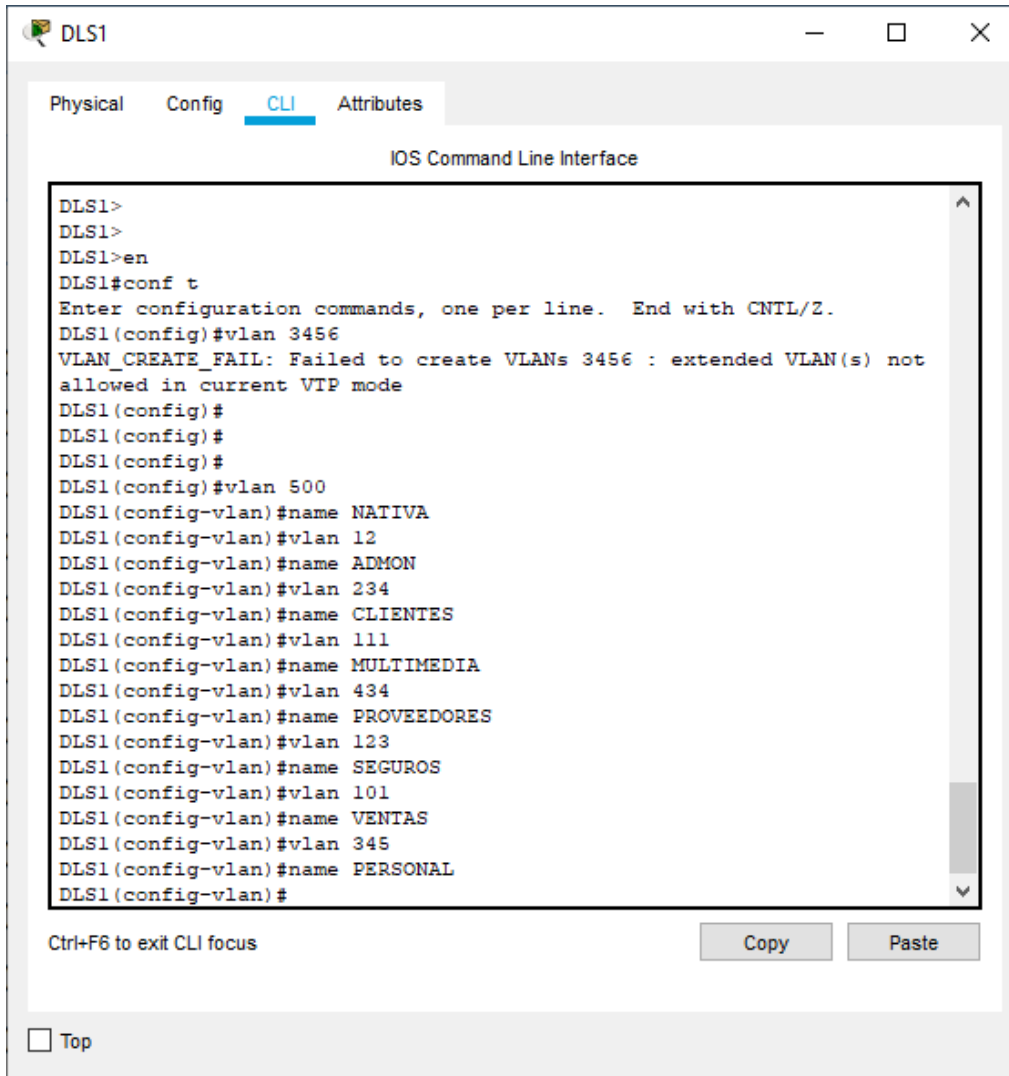 DLS1
Physical Config CLI Attributes
IOS Command Line Interface
DLS1>
DLS1>
DLS1>en
DLS1#conf t
Enter configuration commands, one per line.  End with CNTL/Z.
DLS1(config)#vlan 3456
VLAN_CREATE_FAIL: Failed to create VLANs 3456 : extended VLAN(s) not
allowed in current VTP mode
DLS1(config)#
DLS1(config)#
DLS1(config)#
DLS1(config)#vlan 500
DLS1(config-vlan)#name NATIVA
DLS1(config-vlan)#vlan 12
DLS1(config-vlan)#name ADMON
DLS1(config-vlan)#vlan 234
DLS1(config-vlan)#name CLIENTES
DLS1(config-vlan)#vlan 111
DLS1(config-vlan)#name MULTIMEDIA
DLS1(config-vlan)#vlan 434
DLS1(config-vlan)#name PROVEEDORES
DLS1(config-vlan)#vlan 123
DLS1(config-vlan)#name SEGUROS
DLS1(config-vlan)#vlan 101
DLS1(config-vlan)#name VENTAS
DLS1(config-vlan)#vlan 345
DLS1(config-vlan)#name PERSONAL
DLS1(config-vlan)#
Ctrl+F6 to exit CLI focus
Copy Paste
Top